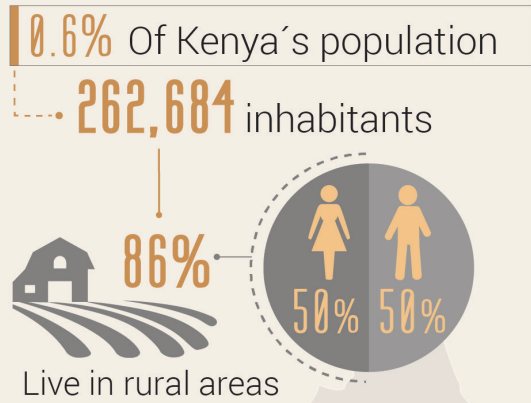 0.6% Of Kenya´s population
262,684 inhabitants
86%
50% 50%
Live in rural areas